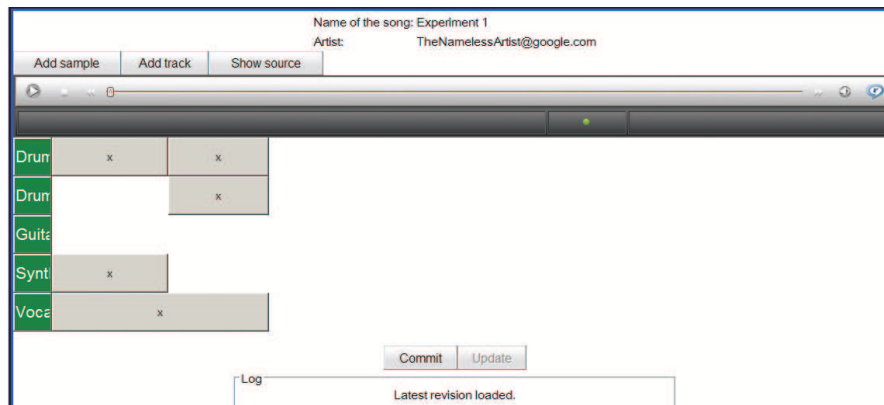 Name of the song: Experiment 1
Artist: TheNamelessArtist@google.com
Add sample Add track Show source
Drum
x x
Drum
x
Guita
Synt
x
Voca
x
Commit Update
Log
Latest revision loaded.